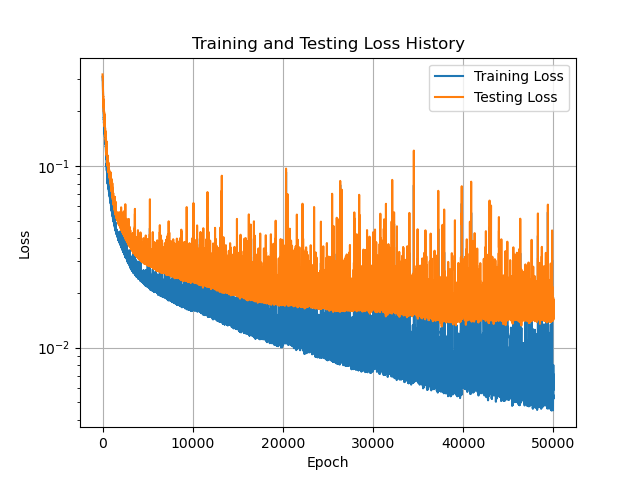 Training and Testing Loss History
Training Loss
Testing Loss
Loss
10⁻¹
10⁻²
0 10000 20000 30000 40000 50000
Epoch